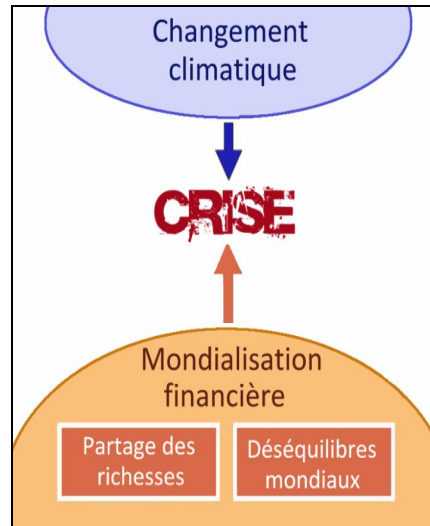 Changement
climatique
CRISE
Mondialisation
financière
Partage des
richesses
Déséquilibres
mondiaux